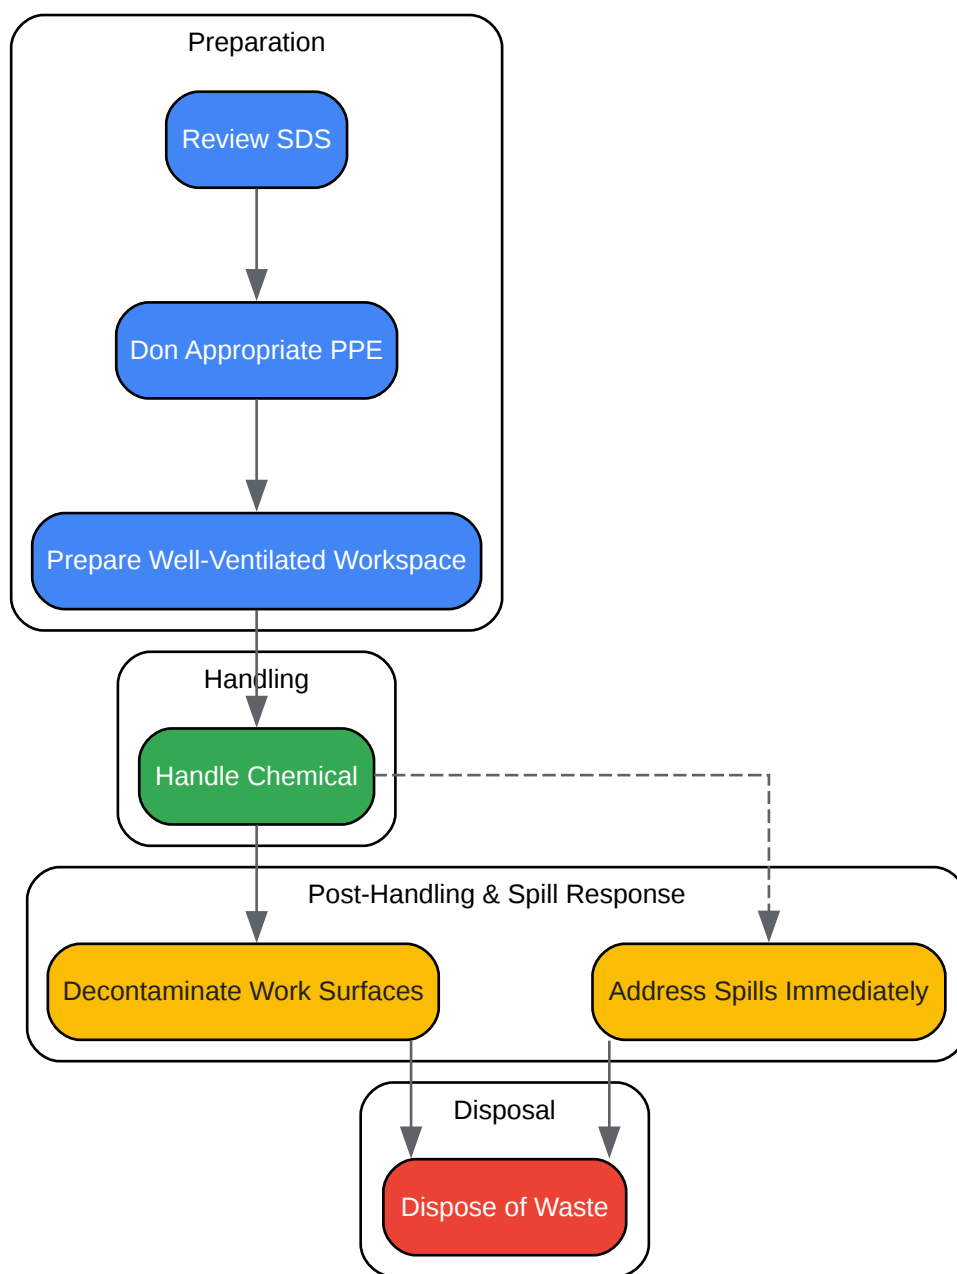 Preparation
Review SDS
Don Appropriate PPE
Prepare Well-Ventilated Workspace
Handling
Handle Chemical
Post-Handling & Spill Response
Decontaminate Work Surfaces
Address Spills Immediately
Disposal
Dispose of Waste